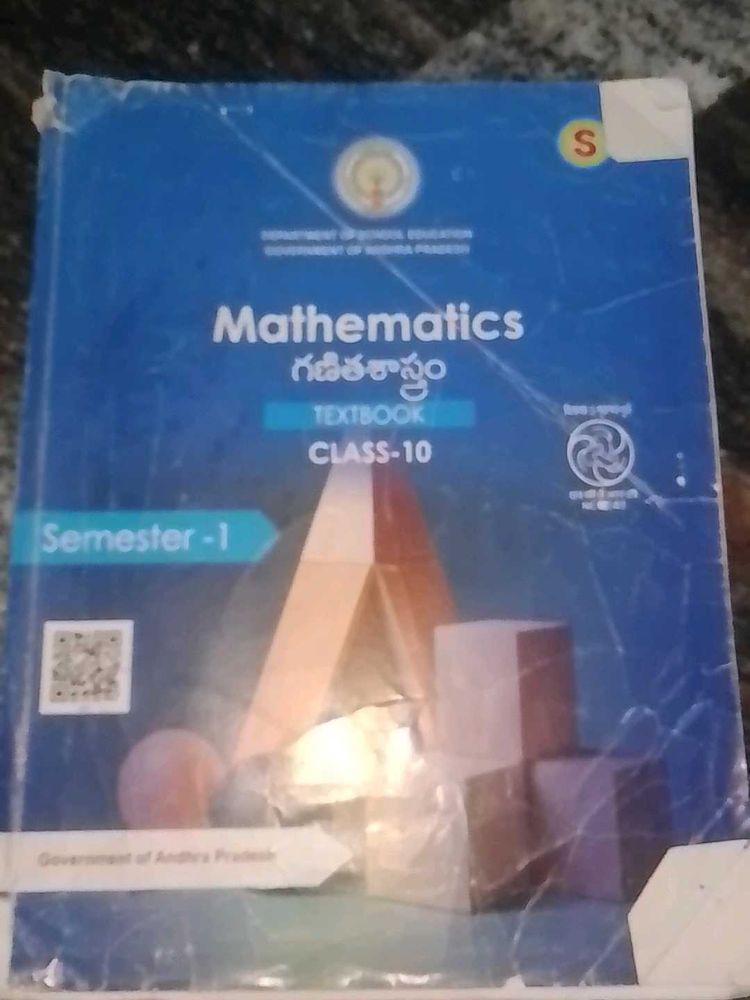 S
DEPARTMENT OF SCHOOL EDUCATION
GOVERNMENT OF ANDHRA PRADESH
Mathematics
గణితశాస్త్రం
TEXTBOOK
CLASS-10
Semester -1
Government of Andhra Pradesh